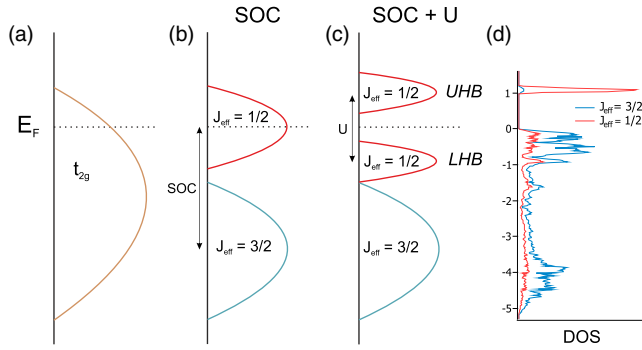 SOC
SOC + U
(a)
(b)
(c)
(d)
E_F
t_2g
SOC
J_eff = 1/2
J_eff = 3/2
U
J_eff = 1/2
UHB
J_eff = 1/2
LHB
J_eff = 3/2
J_eff = 3/2
J_eff = 1/2
1
0
-1
-2
-3
-4
-5
DOS